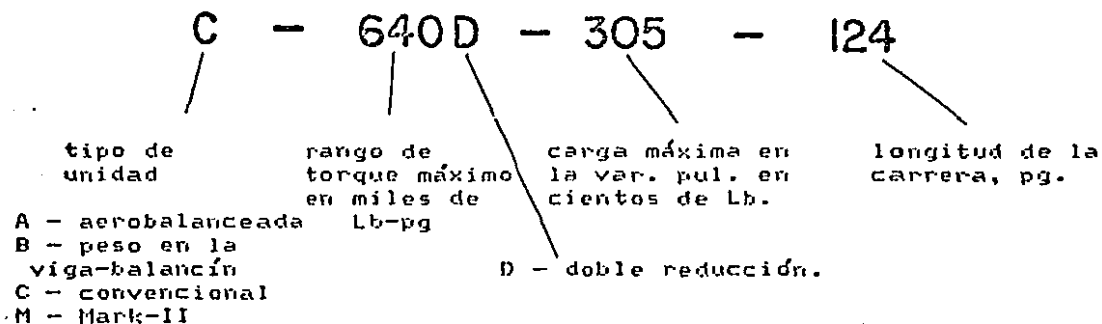 C – 640D – 305 – 124
tipo de
unidad
A – aerobalanceada
B – peso en la
viga-balancín
C – convencional
M – Mark-II
rango de
torque máximo
en miles de
Lb-pg
D – doble reducción.
carga máxima en
la var. pul. en
cientos de Lb.
longitud de la
carrera, pg.